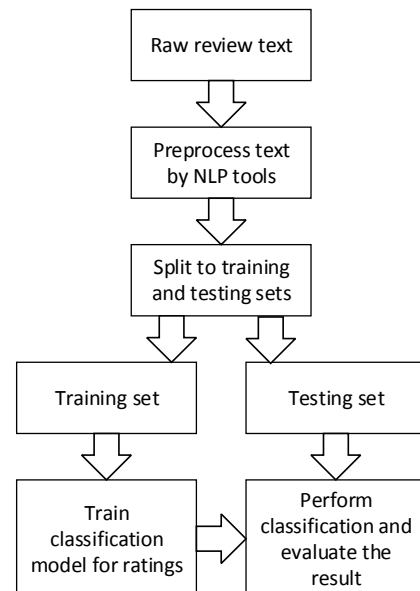 Raw review text
Preprocess text
by NLP tools
Split to training
and testing sets
Training set
Testing set
Train
classification
model for ratings
Perform
classification and
evaluate the
result